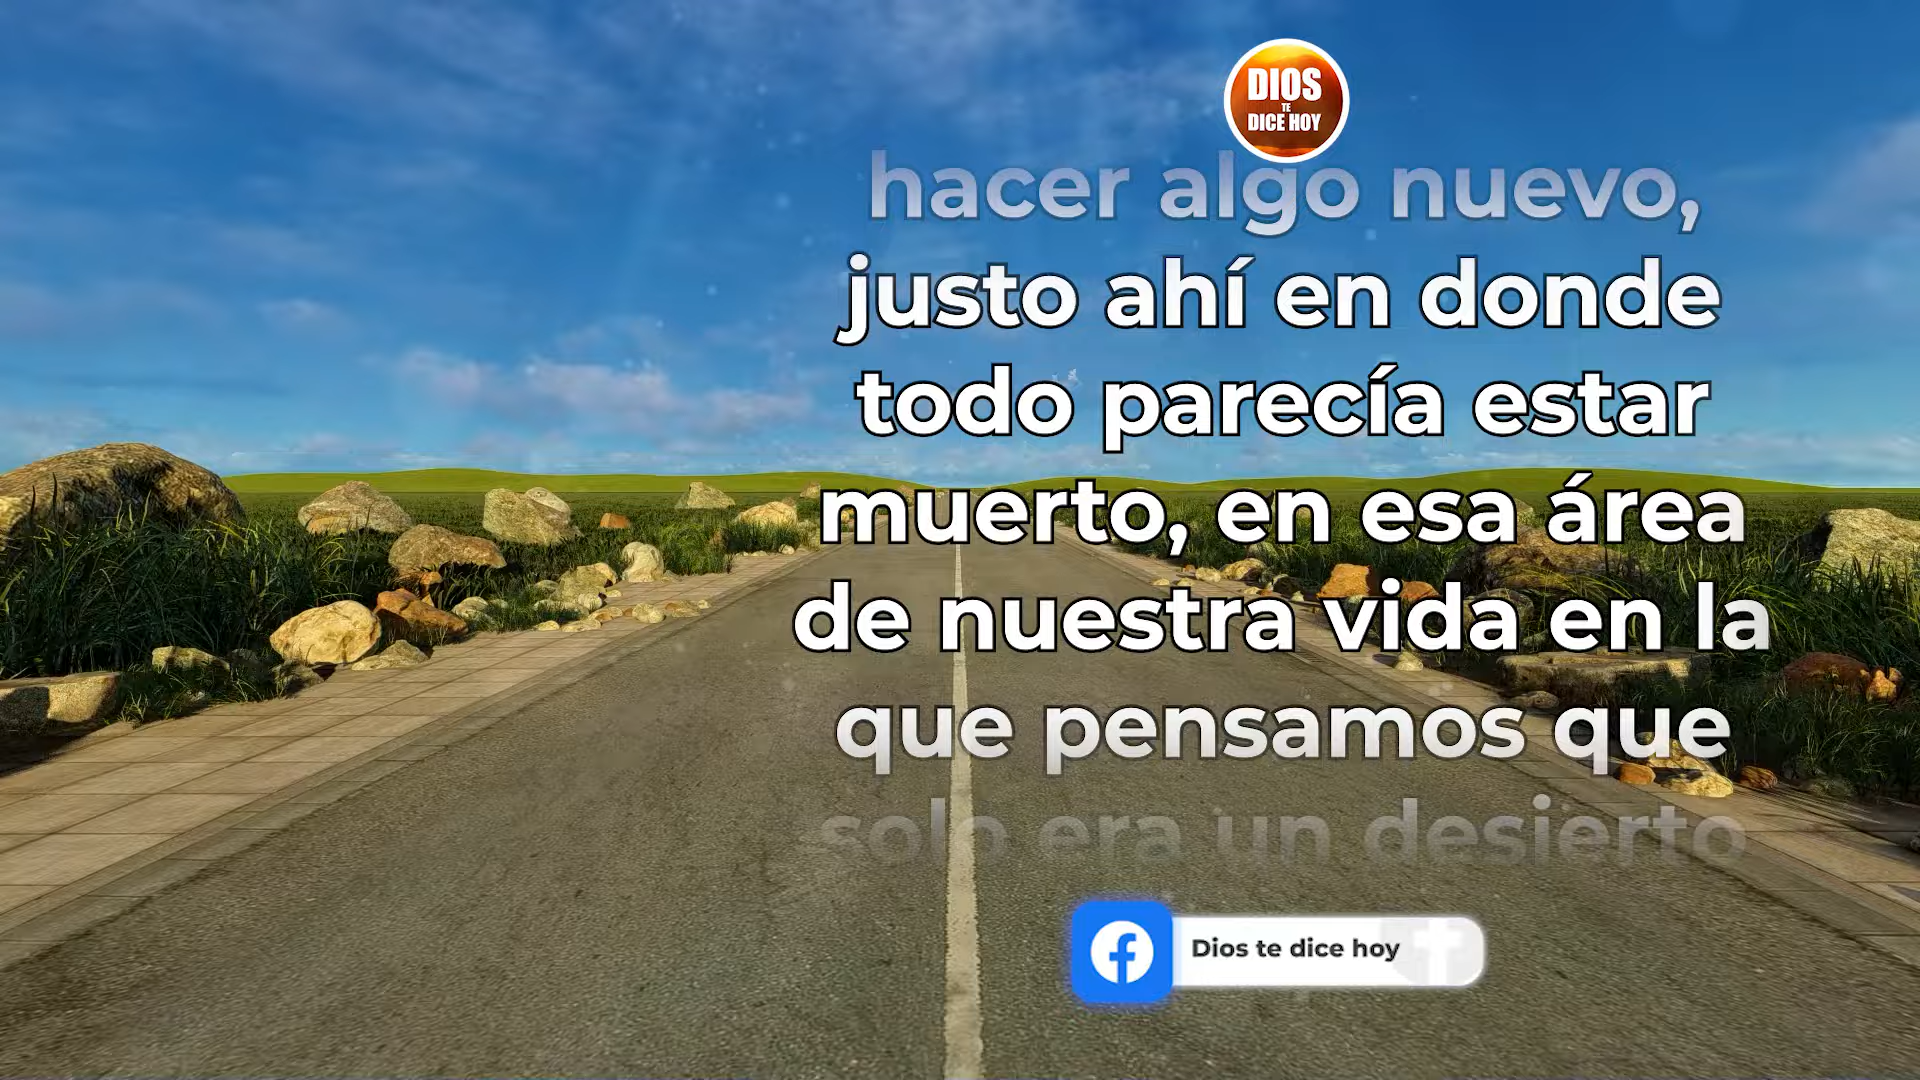 DIOS
TE
DICE HOY
hacer algo nuevo,
justo ahí en donde
todo parecía estar
muerto, en esa área
de nuestra vida en la
que pensamos que
solo era un desierto
Dios te dice hoy